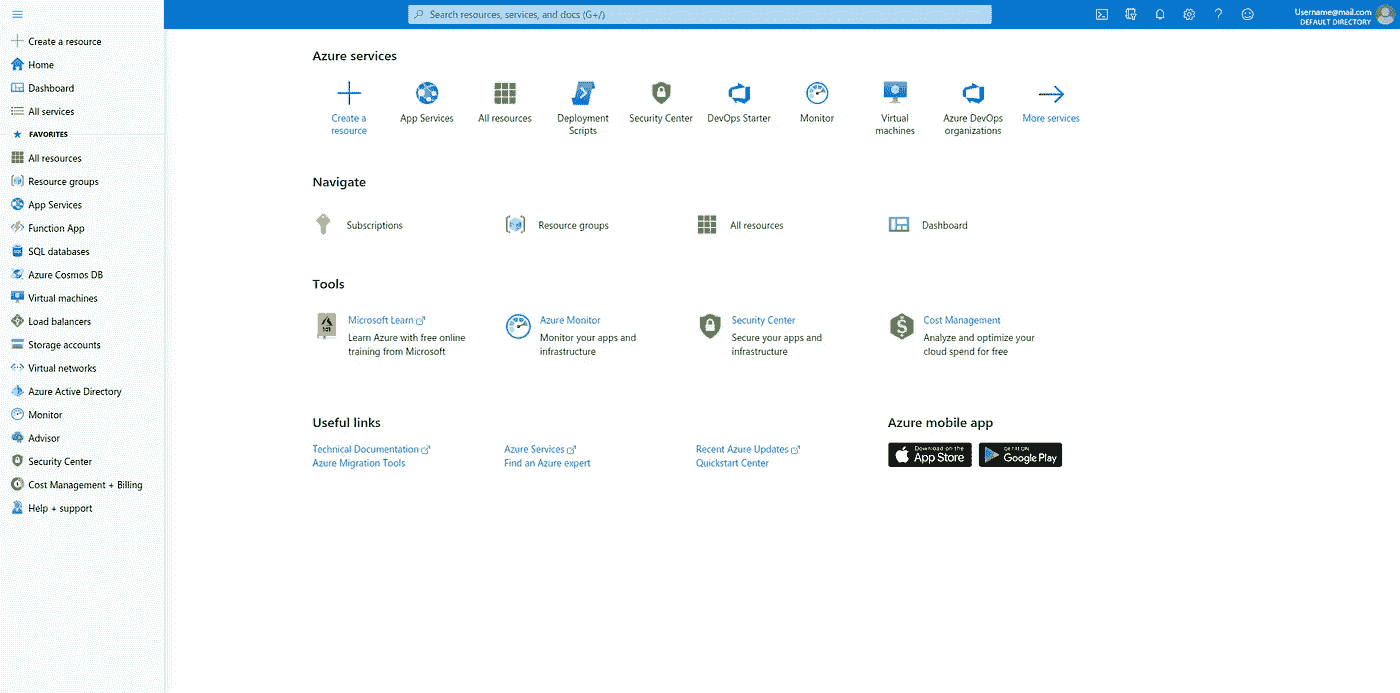 Search resources, services, and docs (G+/)
Username@mail.com
DEFAULT DIRECTORY
Create a resource
Home
Dashboard
All services
FAVORITES
All resources
Resource groups
App Services
Function App
SQL databases
Azure Cosmos DB
Virtual machines
Load balancers
Storage accounts
Virtual networks
Azure Active Directory
Monitor
Advisor
Security Center
Cost Management + Billing
Help + support
Azure services
Create a
resource
App Services
All resources
Deployment
Scripts
Security Center
DevOps Starter
Monitor
Virtual
machines
Azure DevOps
organizations
More services
Navigate
Subscriptions
Resource groups
All resources
Dashboard
Tools
Microsoft Learn
Learn Azure with free online
training from Microsoft
Azure Monitor
Monitor your apps and
infrastructure
Security Center
Secure your apps and
infrastructure
Cost Management
Analyze and optimize your
cloud spend for free
Useful links
Technical Documentation
Azure Migration Tools
Azure Services
Find an Azure expert
Recent Azure Updates
Quickstart Center
Azure mobile app
Download on the
App Store
GET IT ON
Google Play